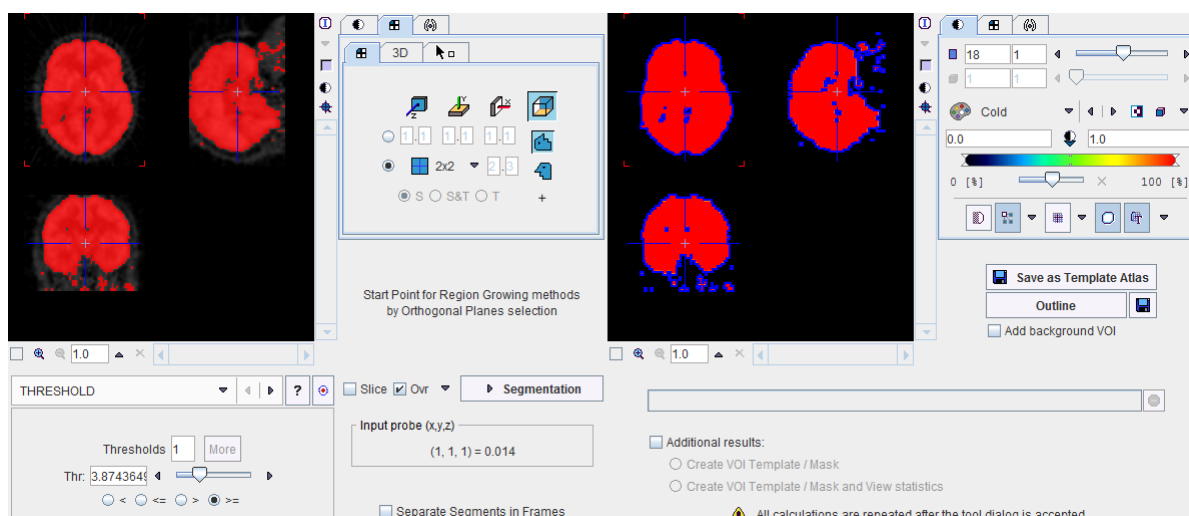 3D
1.1 1.1 1.1
2x2 2.3
S S&T T
+
Start Point for Region Growing methods
by Orthogonal Planes selection
18 1
1 1
Cold
0.0 1.0
0 [%] 100 [%]
Save as Template Atlas
Outline
Add background VOI
1.0
1.0
THRESHOLD ?
Slice Ovr Segmentation
Input probe (x,y,z)
(1, 1, 1) = 0.014
Thresholds 1 More
Thr: 3.8743649
< <= > >=
Separate Segments in Frames
Additional results:
Create VOI Template / Mask
Create VOI Template / Mask and View statistics
All calculations are repeated after the tool dialog is accepted